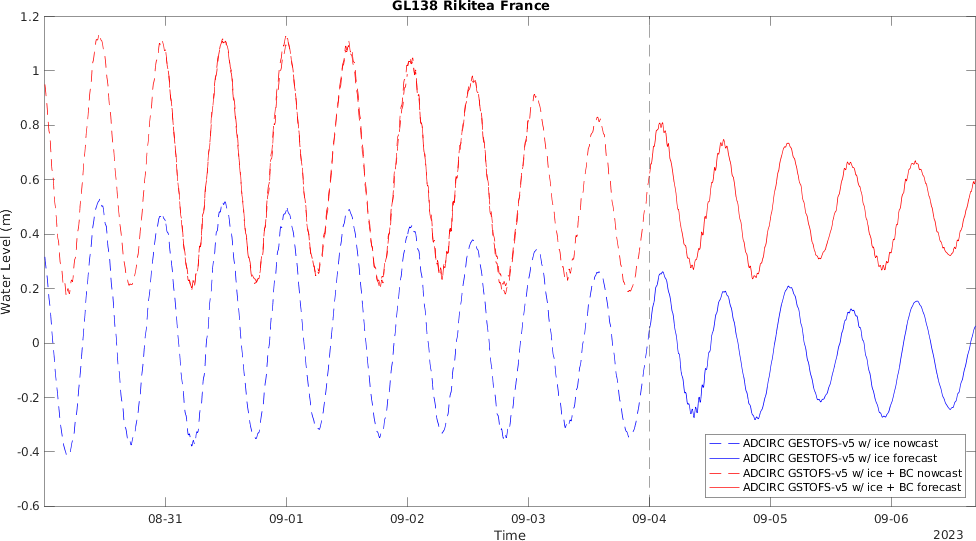 GL138 Rikitea France
1.2
1
0.8
0.6
0.4
0.2
0
-0.2
-0.4
-0.6
Water Level (m)
08-31 09-01 09-02 09-03 09-04 09-05 09-06
Time
2023
ADCIRC GESTOFS-v5 w/ ice nowcast
ADCIRC GESTOFS-v5 w/ ice forecast
ADCIRC GSTOFS-v5 w/ ice + BC nowcast
ADCIRC GSTOFS-v5 w/ ice + BC forecast